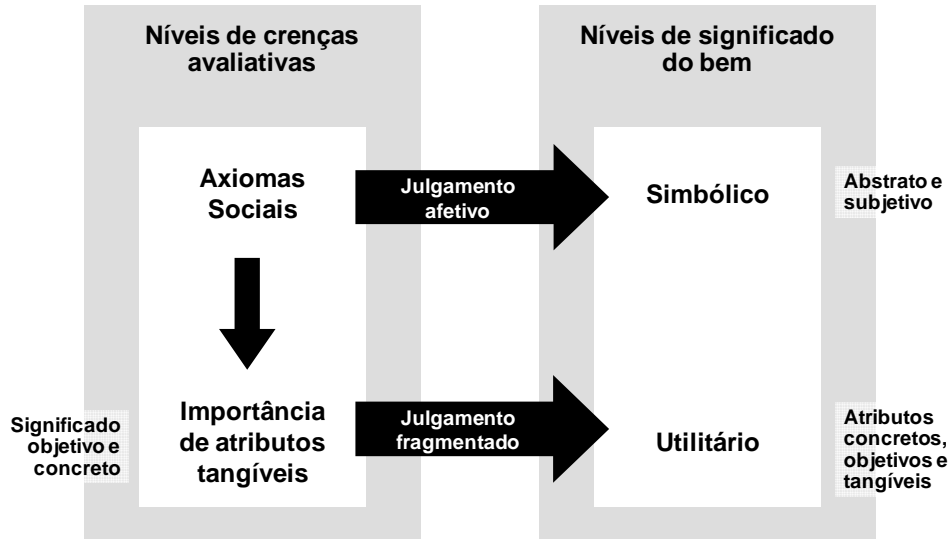 Níveis de crenças
avaliativas
Níveis de significado
do bem
Axiomas
Sociais
Julgamento
afetivo
Simbólico
Abstrato e
subjetivo
Significado
objetivo e
concreto
Importância
de atributos
tangíveis
Julgamento
fragmentado
Utilitário
Atributos
concretos,
objetivos e
tangíveis